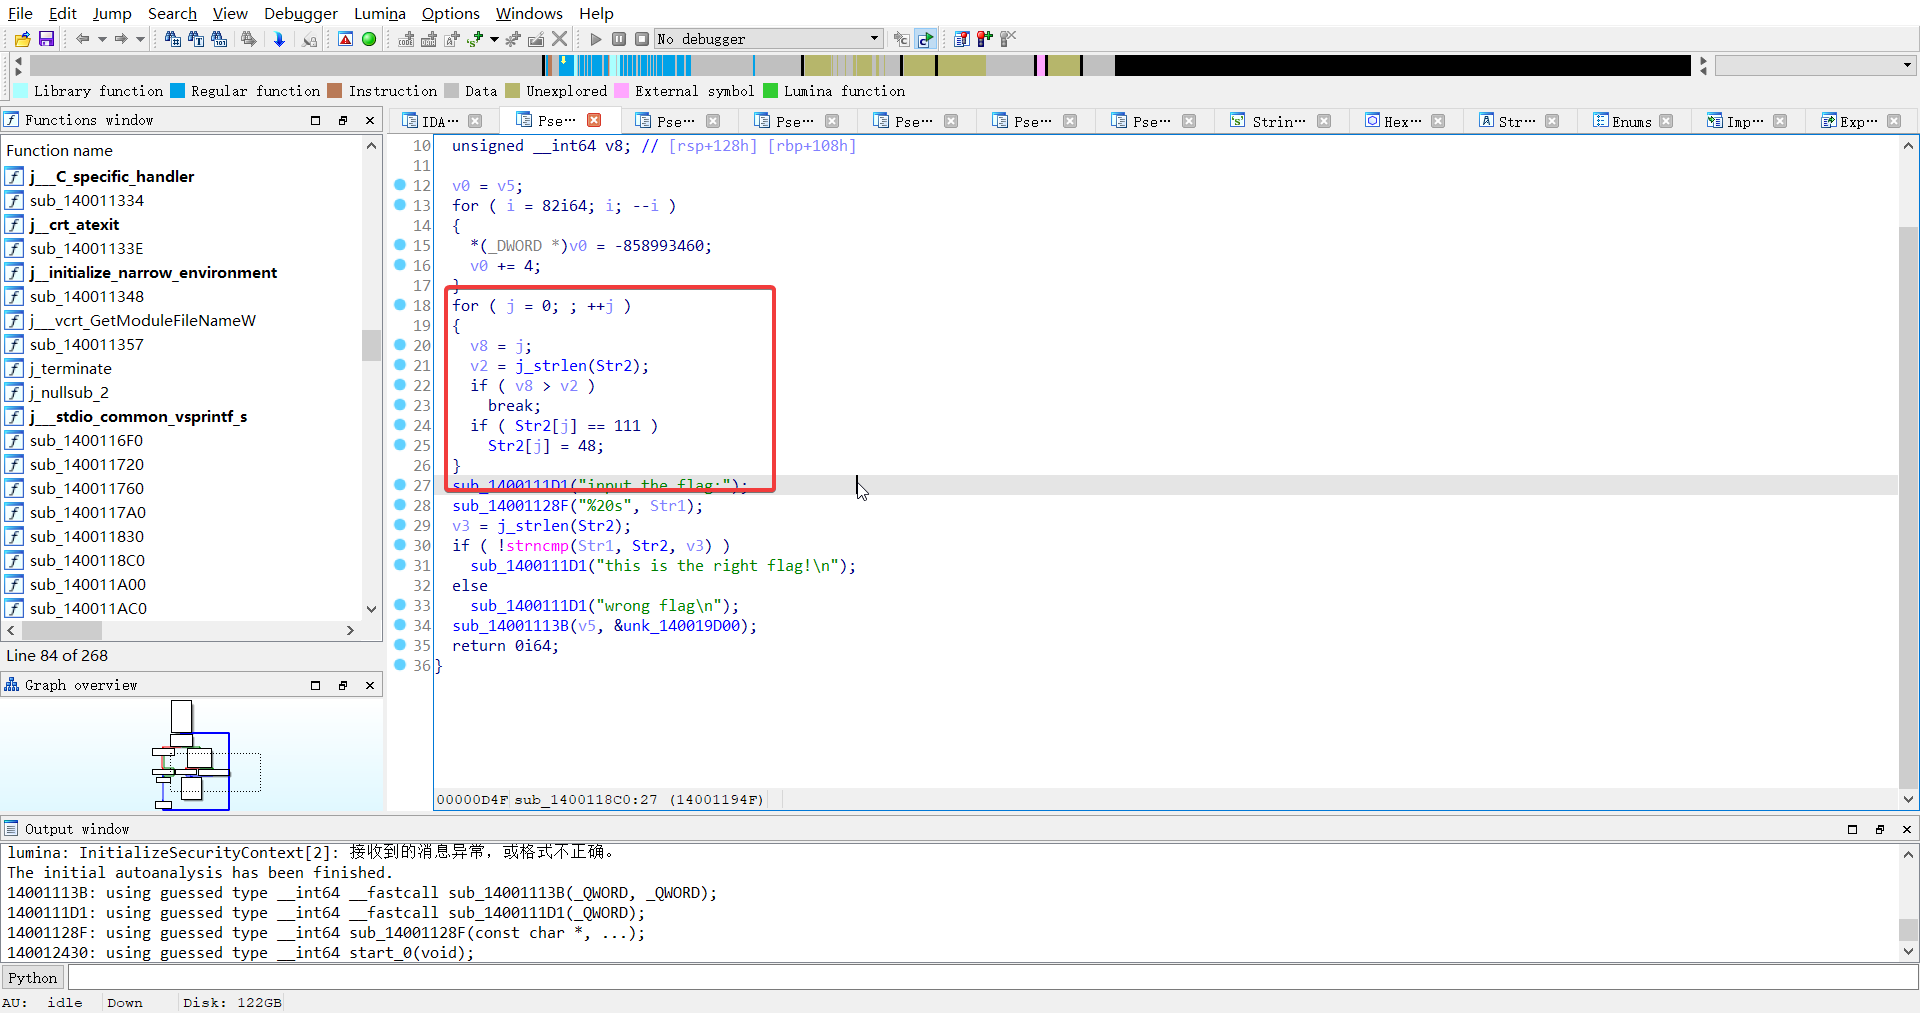 File Edit Jump Search View Debugger Lumina Options Windows Help
No debugger
Library function Regular function Instruction Data Unexplored External symbol Lumina function
Functions window
IDA··· Pse··· Pse··· Pse··· Pse··· Pse··· Pse··· Strin··· Hex··· Str··· Enums Imp··· Exp···
Function name
j___C_specific_handler
sub_140011334
j__crt_atexit
sub_14001133E
j__initialize_narrow_environment
sub_140011348
j___vcrt_GetModuleFileNameW
sub_140011357
j_terminate
j_nullsub_2
j___stdio_common_vsprintf_s
sub_1400116F0
sub_140011720
sub_140011760
sub_1400117A0
sub_140011830
sub_1400118C0
sub_140011A00
sub_140011AC0
Line 84 of 268
Graph overview
10 unsigned __int64 v8; // [rsp+128h] [rbp+108h]
11
12 v0 = v5;
13 for ( i = 82i64; i; --i )
14 {
15 *(_DWORD *)v0 = -858993460;
16 v0 += 4;
17 }
18 for ( j = 0; ; ++j )
19 {
20 v8 = j;
21 v2 = j_strlen(Str2);
22 if ( v8 > v2 )
23 break;
24 if ( Str2[j] == 111 )
25 Str2[j] = 48;
26 }
27 sub_1400111D1("input the flag:");
28 sub_14001128F("%20s", Str1);
29 v3 = j_strlen(Str2);
30 if ( !strncmp(Str1, Str2, v3) )
31 sub_1400111D1("this is the right flag!\n");
32 else
33 sub_1400111D1("wrong flag\n");
34 sub_14001113B(v5, &unk_140019D00);
35 return 0i64;
36 }
00000D4F sub_1400118C0:27 (14001194F)
Output window
lumina: InitializeSecurityContext[2]: 接收到的消息异常，或格式不正确。
The initial autoanalysis has been finished.
14001113B: using guessed type __int64 __fastcall sub_14001113B(_QWORD, _QWORD);
1400111D1: using guessed type __int64 __fastcall sub_1400111D1(_QWORD);
14001128F: using guessed type __int64 sub_14001128F(const char *, ...);
140012430: using guessed type __int64 start_0(void);
Python
AU: idle Down Disk: 122GB